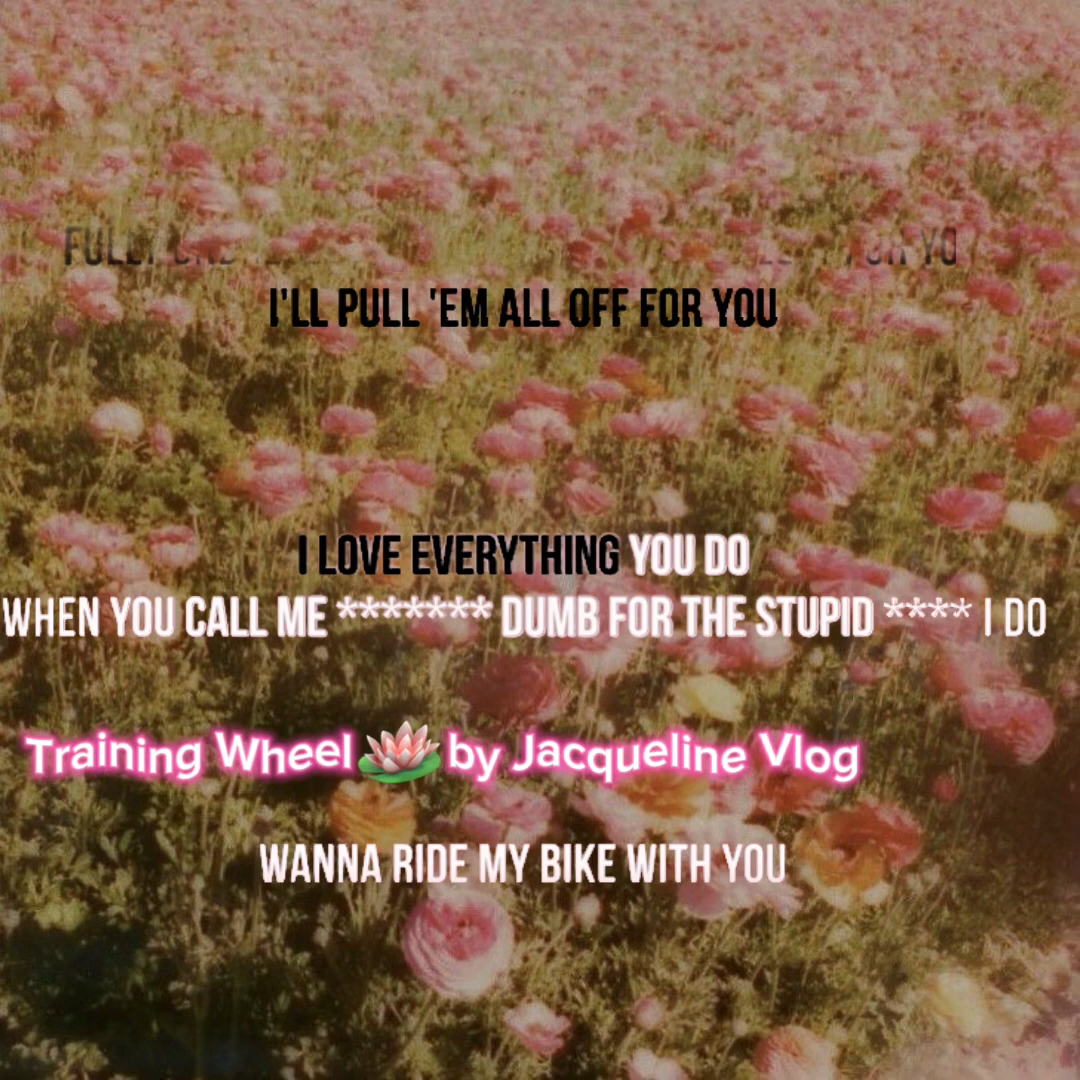 I'LL PULL 'EM ALL OFF FOR YOU
I LOVE EVERYTHING YOU DO
WHEN YOU CALL ME ******* DUMB FOR THE STUPID **** I DO
Training Wheel 🪷 by Jacqueline Vlog
WANNA RIDE MY BIKE WITH YOU